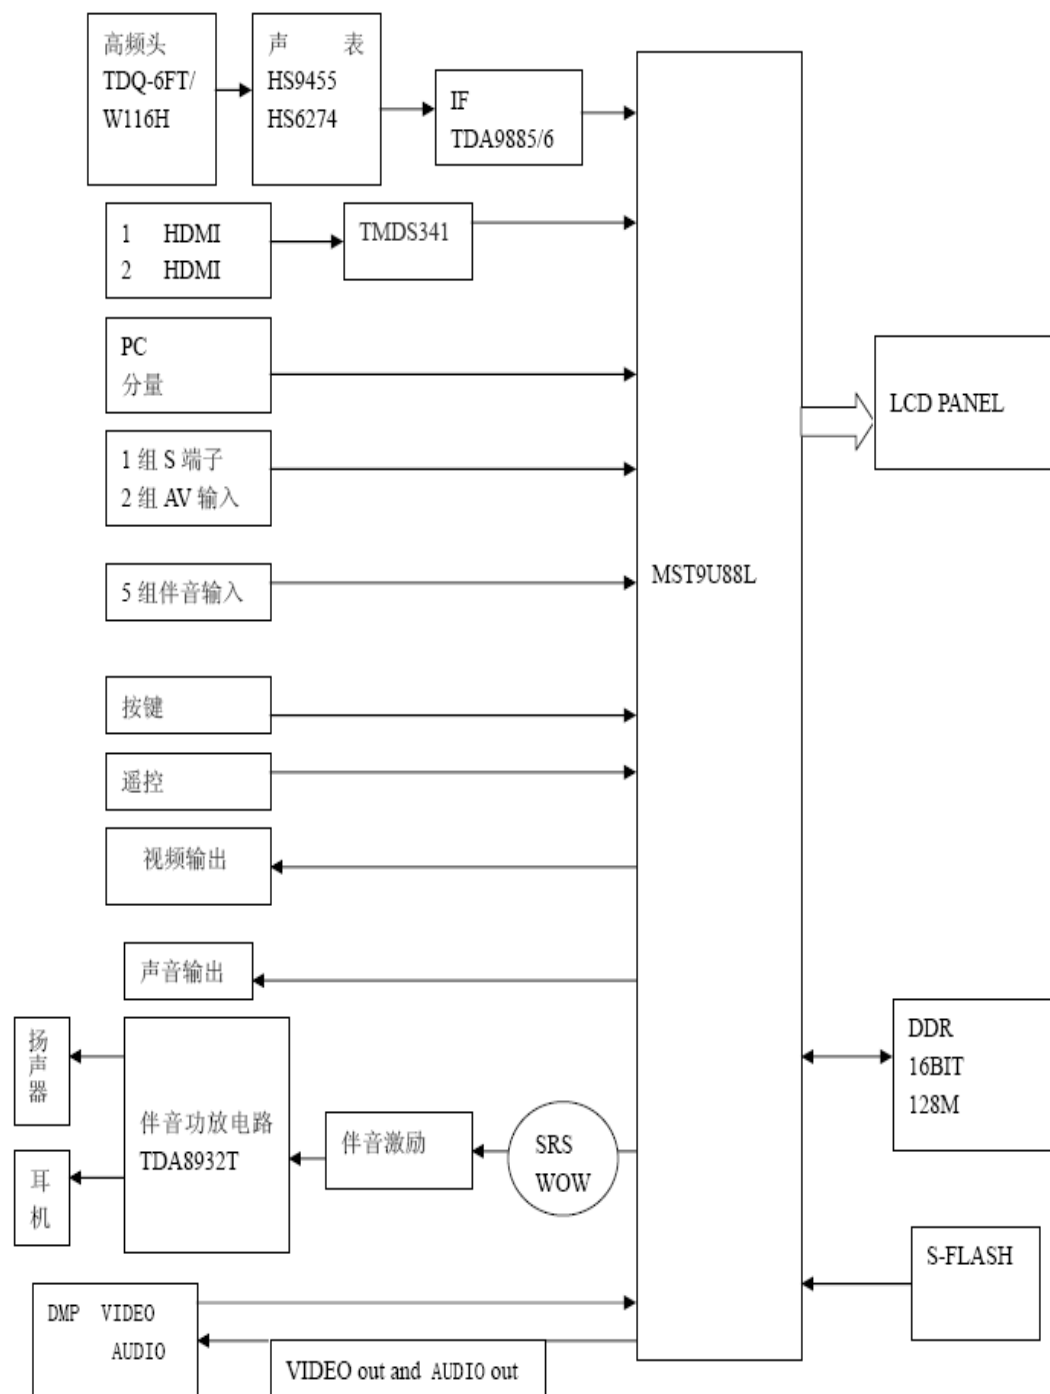 高频头
TDQ-6FT/
W116H
声 表
HS9455
HS6274
IF
TDA9885/6
1 HDMI
2 HDMI
TMDS341
PC
分量
LCD PANEL
1 组 S 端子
2 组 AV 输入
MST9U88L
5 组伴音输入
按键
遥控
视频输出
声音输出
扬声器
伴音功放电路
TDA8932T
伴音激励
SRS
WOW
耳机
DDR
16BIT
128M
S-FLASH
DMP VIDEO
AUDIO
VIDEO out and AUDIO out